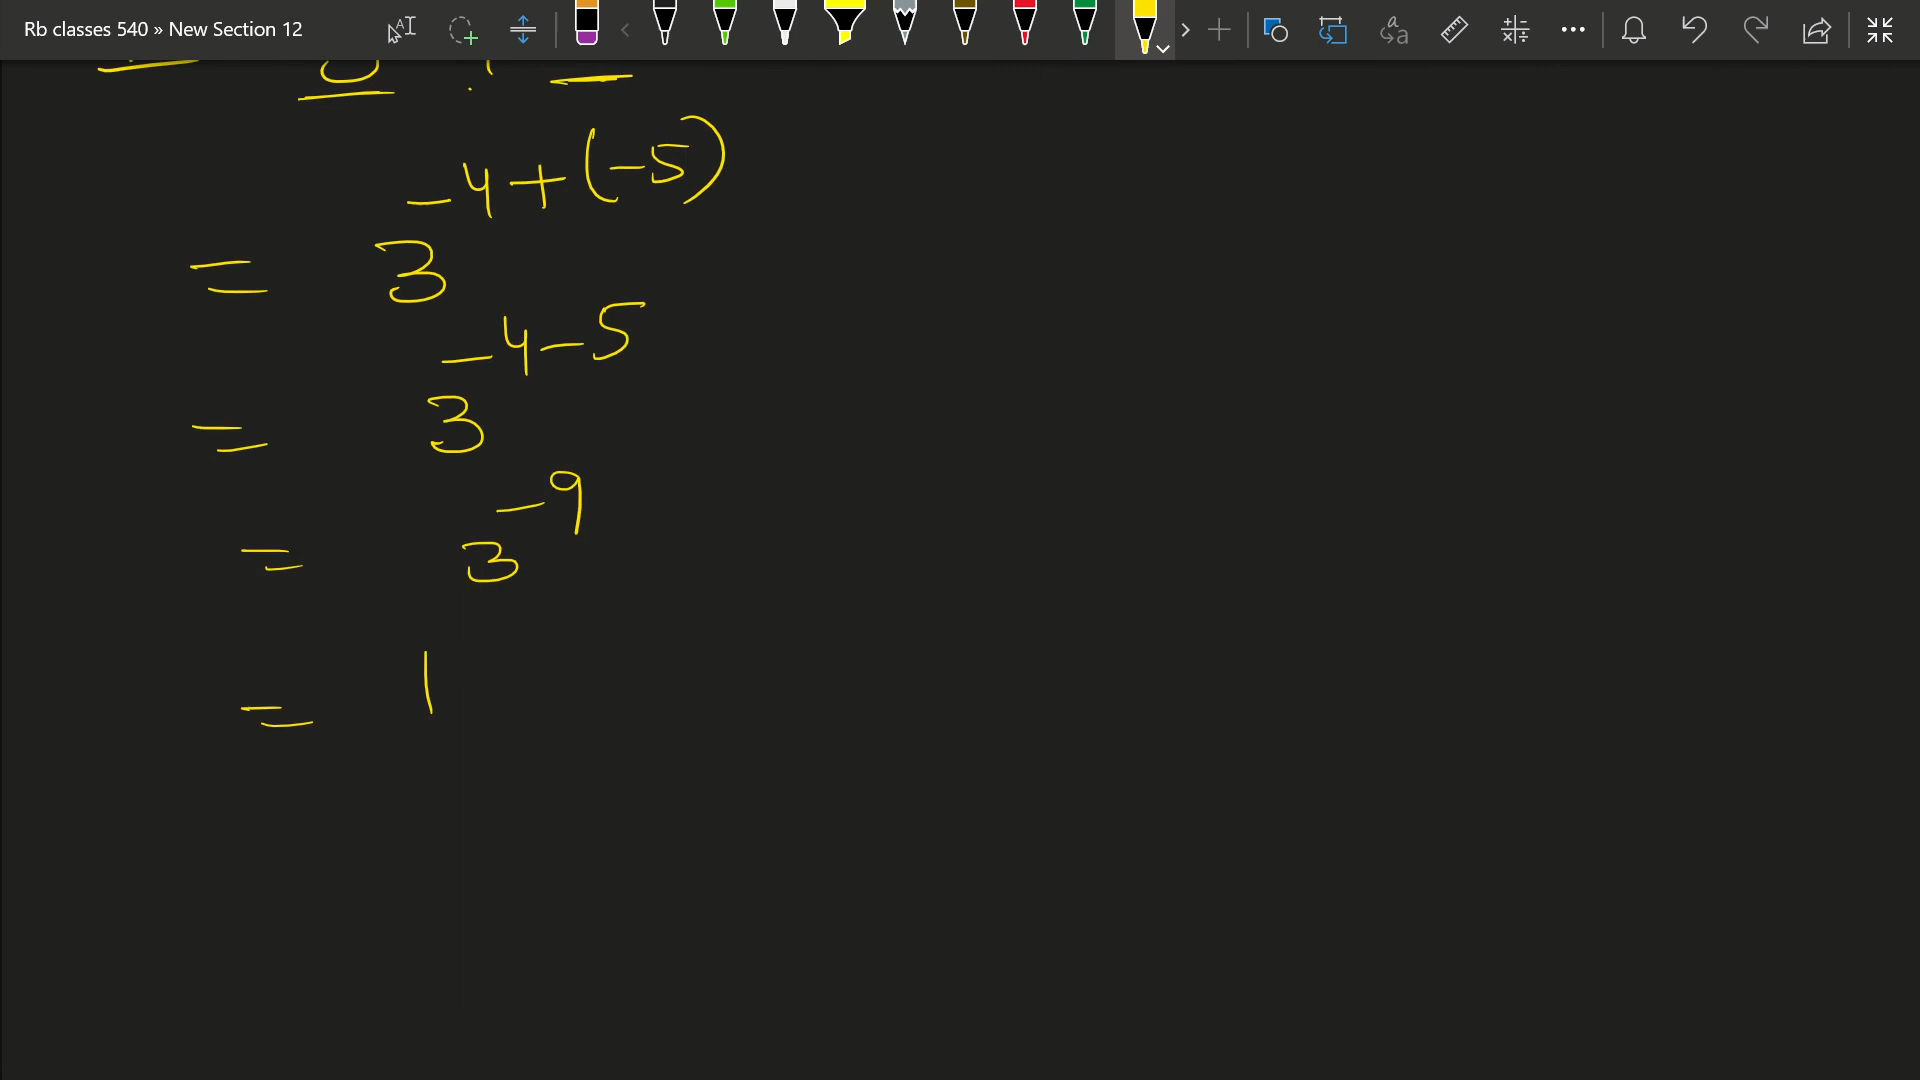 Rb classes 540 » New Section 12
= 3^{-4+(-5)}
= 3^{-4-5}
= 3^{-9}
= 1